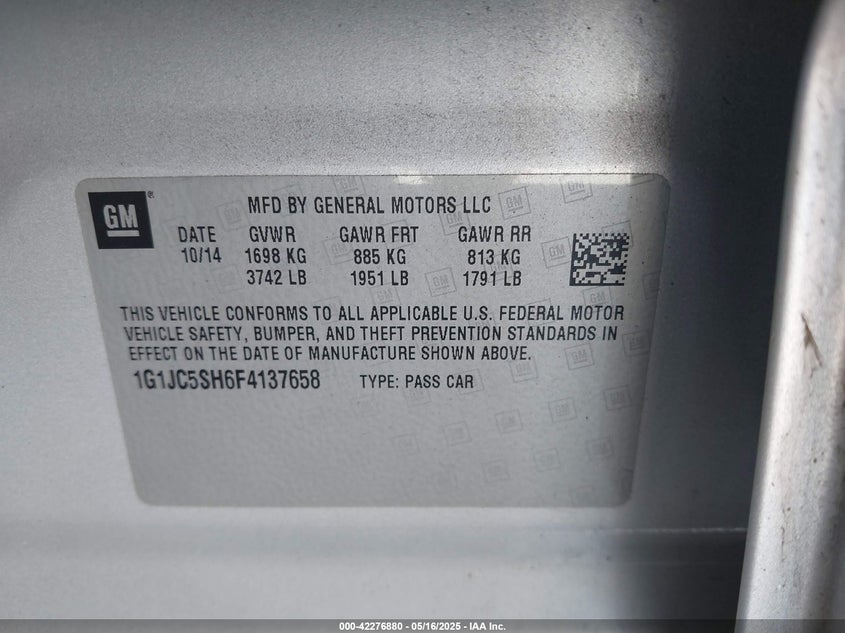 GM
MFD BY GENERAL MOTORS LLC
DATE GVWR GAWR FRT GAWR RR
10/14 1698 KG 885 KG 813 KG
3742 LB 1951 LB 1791 LB
THIS VEHICLE CONFORMS TO ALL APPLICABLE U.S. FEDERAL MOTOR
VEHICLE SAFETY, BUMPER, AND THEFT PREVENTION STANDARDS IN
EFFECT ON THE DATE OF MANUFACTURE SHOWN ABOVE.
1G1JC5SH6F4137658 TYPE: PASS CAR
000-42276880 - 05/16/2025 - IAA Inc.